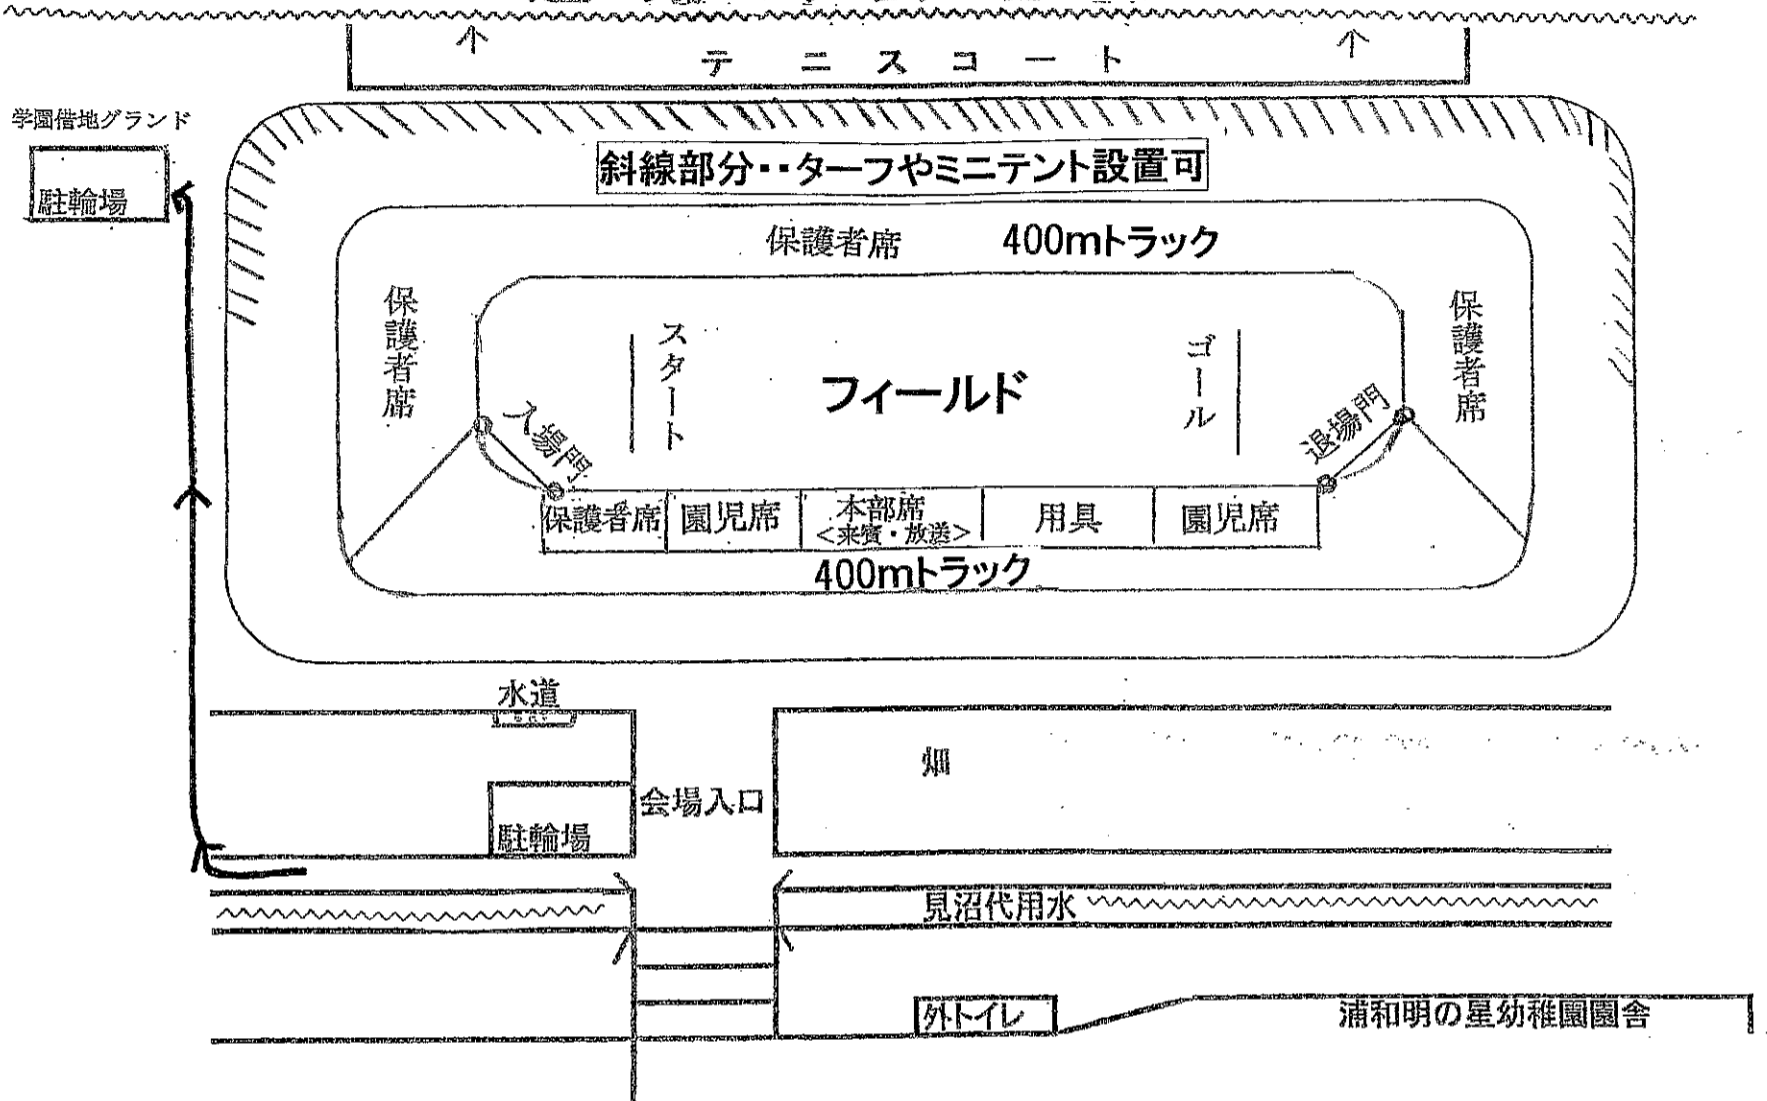 テニスコート
学園借地グランド
駐輪場
斜線部分・・ターフやミニテント設置可
保護者席
400mトラック
保護者席
保護者席
スタート
フィールド
ゴール
入場門
退場門
保護者席
園児席
本部席
<来賓・放送>
用具
園児席
400mトラック
水道
畑
会場入口
駐輪場
見沼代用水
外トイレ
浦和明の星幼稚園園舎